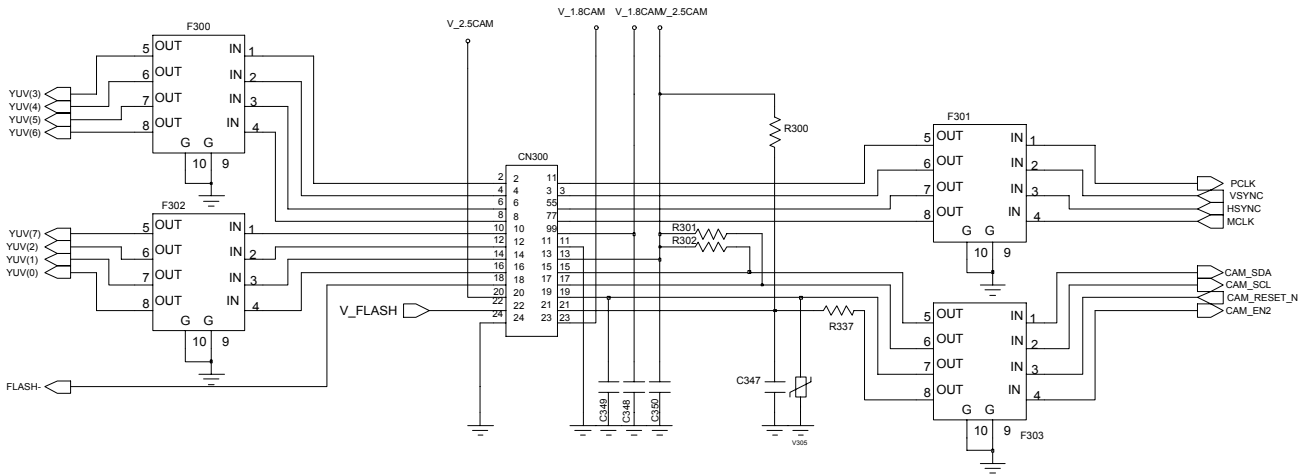 V_2.5CAM
V_1.8CAM
V_1.8CAM
V_2.5CAM
F300
5 OUT IN 1
6 OUT IN 2
7 OUT IN 3
8 OUT IN 4
G G
10 9
YUV(3)
YUV(4)
YUV(5)
YUV(6)
F302
5 OUT IN 1
6 OUT IN 2
7 OUT IN 3
8 OUT IN 4
G G
10 9
YUV(7)
YUV(2)
YUV(1)
YUV(0)
FLASH-
V_FLASH
CN300
2 2 11
4 4 3 3
6 6 55
8 8 77
10 10 99
12 12 11 11
14 14 13 13
16 16 15 15
18 18 17 17
20 20 19 19
22 22 21 21
24 24 23 23
R300
R301
R302
R337
C349
C348
C350
C347
V305
F301
5 OUT IN 1
6 OUT IN 2
7 OUT IN 3
8 OUT IN 4
G G
10 9
PCLK
VSYNC
HSYNC
MCLK
5 OUT IN 1
6 OUT IN 2
7 OUT IN 3
8 OUT IN 4
G G
10 9
F303
CAM_SDA
CAM_SCL
CAM_RESET_N
CAM_EN2